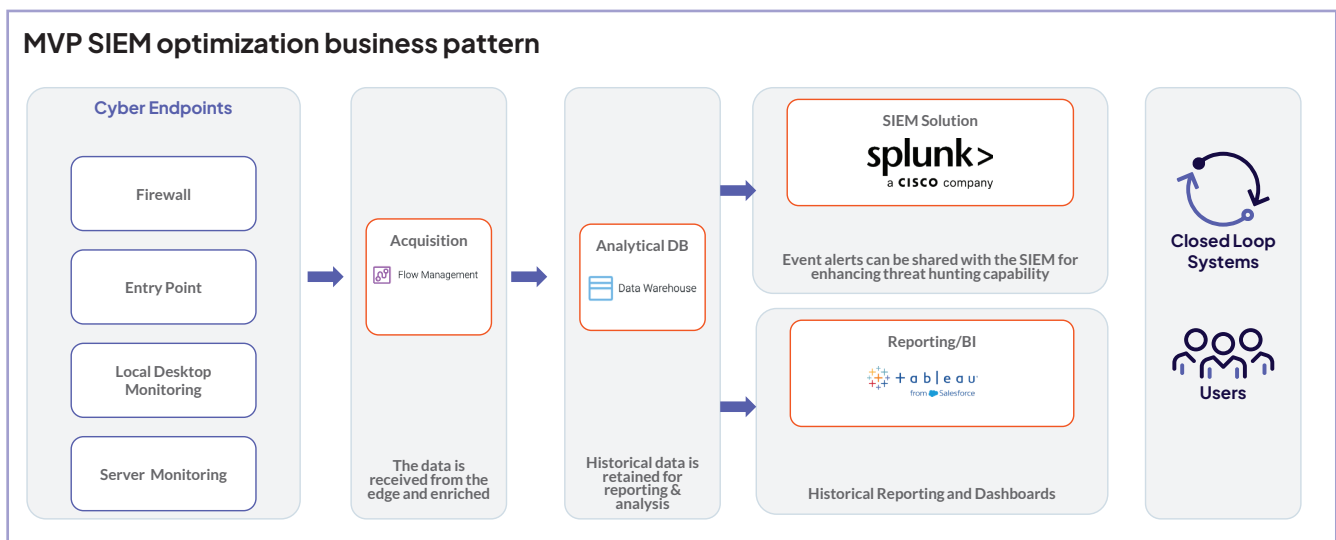 MVP SIEM optimization business pattern
Cyber Endpoints
Firewall
Entry Point
Local Desktop
Monitoring
Server Monitoring
Acquisition
Flow Management
The data is
received from the
edge and enriched
Analytical DB
Data Warehouse
Historical data is
retained for
reporting &
analysis
SIEM Solution
splunk>
a CISCO company
Event alerts can be shared with the SIEM for
enhancing threat hunting capability
Reporting/BI
+ableau
from Salesforce
Historical Reporting and Dashboards
Closed Loop
Systems
Users